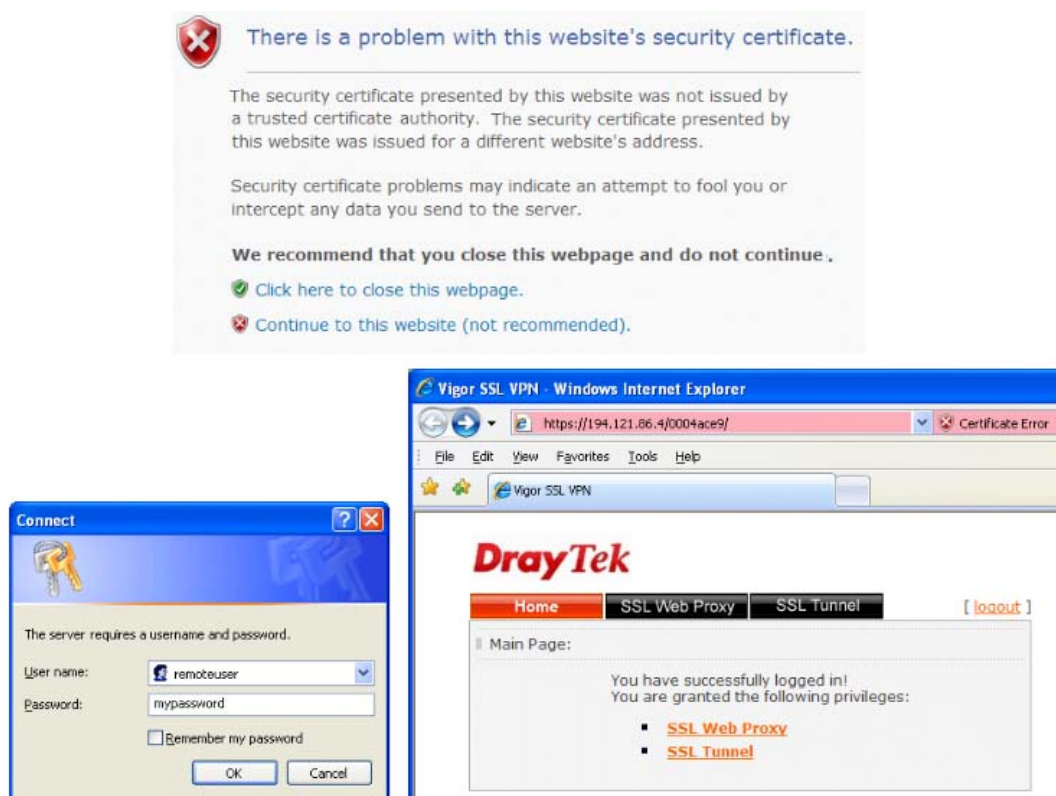 There is a problem with this website's security certificate.
The security certificate presented by this website was not issued by
a trusted certificate authority. The security certificate presented by
this website was issued for a different website's address.
Security certificate problems may indicate an attempt to fool you or
intercept any data you send to the server.
We recommend that you close this webpage and do not continue.
Click here to close this webpage.
Continue to this website (not recommended).
Connect
The server requires a username and password.
User name: remoteuser
Password: mypassword
Remember my password
OK Cancel
Vigor SSL VPN - Windows Internet Explorer
https://194.121.86.4/0004ace9/ Certificate Error
File Edit View Favorites Tools Help
Vigor SSL VPN
DrayTek
Home SSL Web Proxy SSL Tunnel [ logout ]
Main Page:
You have successfully logged in!
You are granted the following privileges:
SSL Web Proxy
SSL Tunnel